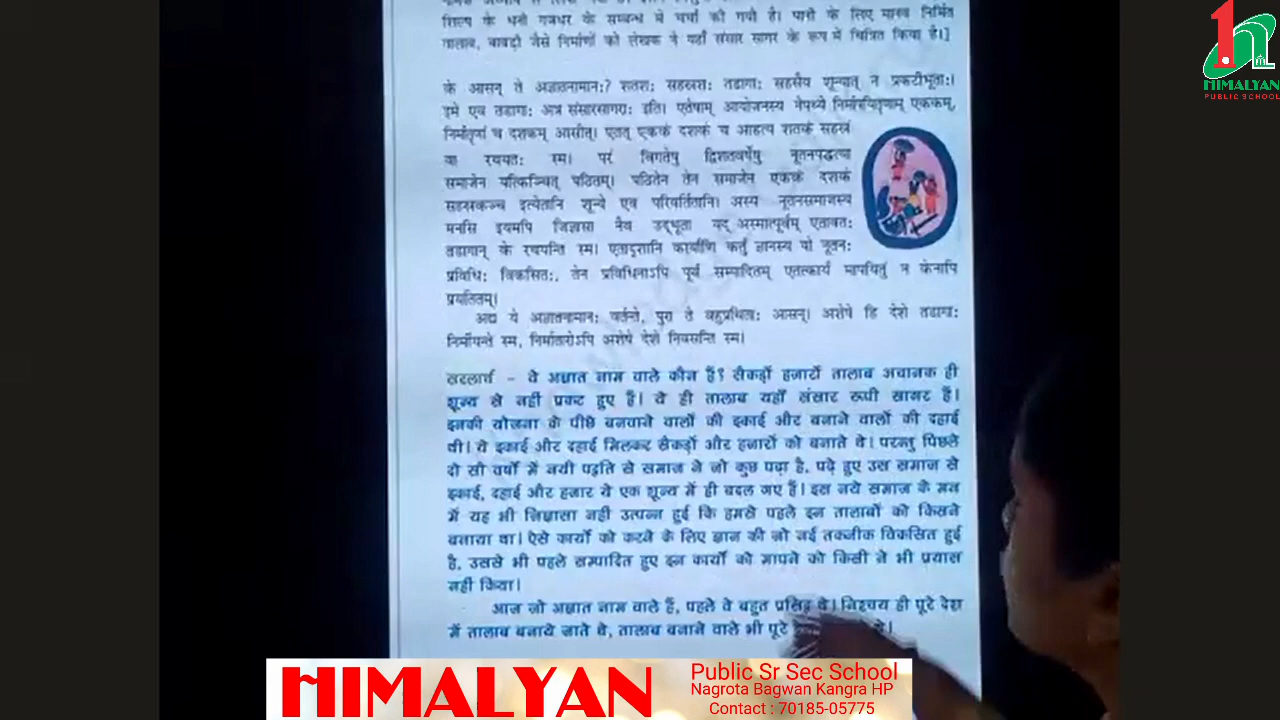 शिल्प के धनी गजधर के सम्बन्ध में चर्चा की गयी है। पानी के लिए मानव निर्मित
तालाब, बावड़ी जैसे निर्माणों को लेखक ने यहाँ संसार सागर के रूप में चित्रित किया है।]
के आसन् ते अज्ञातनामानः? शतशः सहस्रशः तडागाः सहसैव शून्यात् न प्रकटीभूताः।
इमे एव तडागाः अत्र संसारसागराः इति। एतेषाम् आयोजनस्य नेपथ्ये निर्मापयितृणाम् एककम्,
निर्मातृणां च दशकम् आसीत्। एतत् एककं दशकं च आहत्य शतकं सहस्रं
वा रचयतः स्म। परं विगतेषु द्विशतवर्षेषु नूतनपद्धत्या
समाजेन यत्किञ्चित् पठितम्। पठितेन तेन समाजेन एककं दशकं
सहस्रकञ्च इत्येतानि शून्ये एव परिवर्तितानि। अस्य नूतनसमाजस्य
मनसि इयमपि जिज्ञासा नैव उद्भूता यद् अस्मात्पूर्वम् एतावतः
तडागान् के रचयन्ति स्म। एतादृशानि कार्याणि कर्तुं ज्ञानस्य यो नूतनः
प्रविधिः विकसितः, तेन प्रविधिनाऽपि पूर्वं सम्पादितम् एतत्कार्यं मापयितुं न केनापि
प्रयतितम्।
अद्य ये अज्ञातनामानः वर्तन्ते, पुरा ते बहुप्रथिताः आसन्। अशेषे हि देशे तडागाः
निर्मीयन्ते स्म, निर्मातारोऽपि अशेषे देशे निवसन्ति स्म।
सरलार्थ - वे अज्ञात नाम वाले कौन हैं? सैकड़ों हजारों तालाब अचानक ही
शून्य से नहीं प्रकट हुए हैं। ये ही तालाब यहाँ संसार रूपी सागर हैं।
इनकी योजना के पीछे बनवाने वालों की इकाई और बनाने वालों की दहाई
थी। ये इकाई और दहाई मिलकर सैकड़ों और हजारों को बनाते थे। परन्तु पिछले
दो सौ वर्षों में नयी पद्धति से समाज ने जो कुछ पढ़ा है, पढ़े हुए उस समाज से
इकाई, दहाई और हजार ये एक शून्य में ही बदल गए हैं। इस नये समाज के मन
में यह भी जिज्ञासा नहीं उत्पन्न हुई कि हमसे पहले इन तालाबों को किसने
बनाया था। ऐसे कार्यों को करने के लिए ज्ञान की जो नई तकनीक विकसित हुई
है, उससे भी पहले सम्पादित हुए इन कार्यों को मापने को किसी ने भी प्रयास
नहीं किया।
आज जो अज्ञात नाम वाले हैं, पहले वे बहुत प्रसिद्ध थे। निश्चय ही पूरे देश
में तालाब बनाये जाते थे, तालाब बनाने वाले भी पूरे थे।
HIMALYAN
PUBLIC SCHOOL
HIMALYAN
Public Sr Sec School
Nagrota Bagwan Kangra HP
Contact : 70185-05775